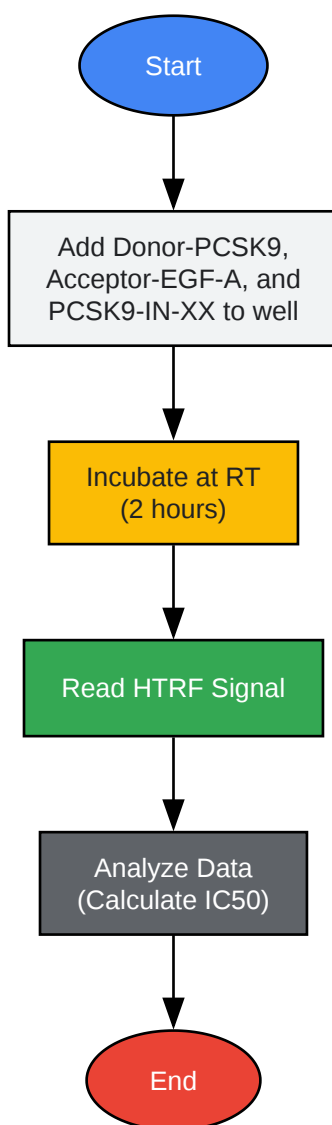 Start
Add Donor-PCSK9,
Acceptor-EGF-A, and
PCSK9-IN-XX to well
Incubate at RT
(2 hours)
Read HTRF Signal
Analyze Data
(Calculate IC50)
End